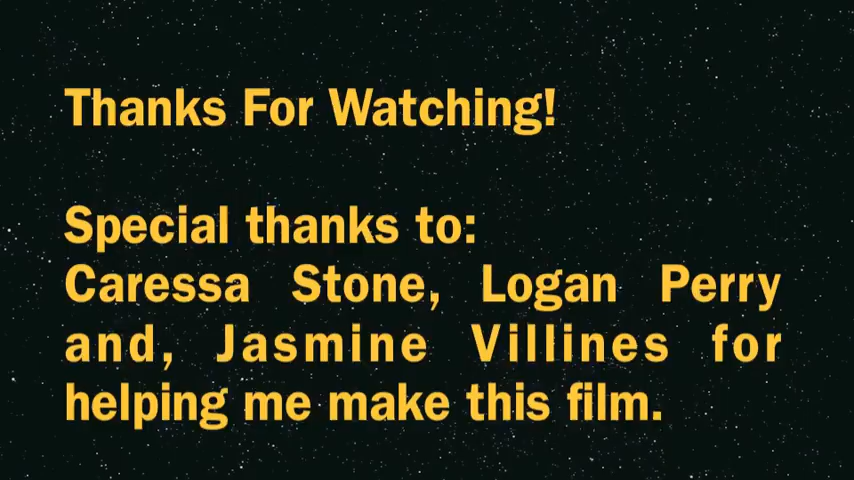 Thanks For Watching!
Special thanks to:
Caressa Stone, Logan Perry
and, Jasmine Villines for
helping me make this film.